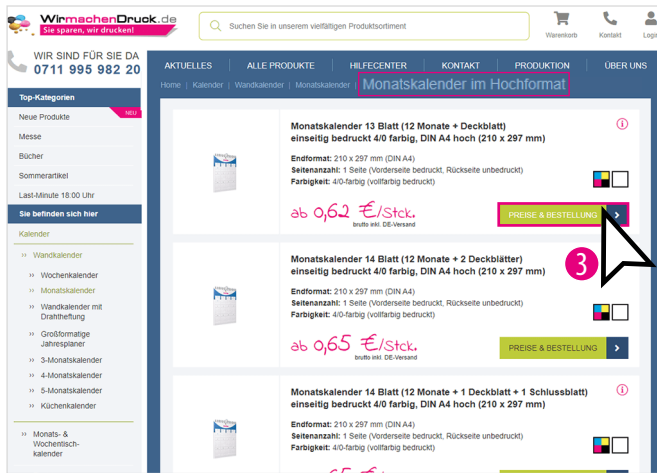 WirmachenDruck.de
Sie sparen, wir drucken!
Suchen Sie in unserem vielfältigen Produktsortiment
Warenkorb
Kontakt
Login
WIR SIND FÜR SIE DA
0711 995 982 20
AKTUELLES
ALLE PRODUKTE
HILFECENTER
KONTAKT
PRODUKTION
ÜBER UNS
Home | Kalender | Wandkalender | Monatskalender | Monatskalender im Hochformat
Top-Kategorien
Neue Produkte
NEU
Messe
Bücher
Sommerartikel
Last-Minute 18:00 Uhr
Sie befinden sich hier
Kalender
›› Wandkalender
›› Wochenkalender
›› Monatskalender
›› Wandkalender mit
Drahtheftung
›› Großformatige
Jahresplaner
›› 3-Monatskalender
›› 4-Monatskalender
›› 5-Monatskalender
›› Küchenkalender
›› Monats- &
Wochentisch-
kalender
Monatskalender 13 Blatt (12 Monate + Deckblatt)
einseitig bedruckt 4/0 farbig, DIN A4 hoch (210 x 297 mm)
Endformat: 210 x 297 mm (DIN A4)
Seitenanzahl: 1 Seite (Vorderseite bedruckt, Rückseite unbedruckt)
Farbigkeit: 4/0-farbig (vollfarbig bedruckt)
ab 0,62 €/Stck.
brutto inkl. DE-Versand
PREISE & BESTELLUNG
3
Monatskalender 14 Blatt (12 Monate + 2 Deckblätter)
einseitig bedruckt 4/0 farbig, DIN A4 hoch (210 x 297 mm)
Endformat: 210 x 297 mm (DIN A4)
Seitenanzahl: 1 Seite (Vorderseite bedruckt, Rückseite unbedruckt)
Farbigkeit: 4/0-farbig (vollfarbig bedruckt)
ab 0,65 €/Stck.
brutto inkl. DE-Versand
PREISE & BESTELLUNG
Monatskalender 14 Blatt (12 Monate + 1 Deckblatt + 1 Schlussblatt)
einseitig bedruckt 4/0 farbig, DIN A4 hoch (210 x 297 mm)
Endformat: 210 x 297 mm (DIN A4)
Seitenanzahl: 1 Seite (Vorderseite bedruckt, Rückseite unbedruckt)
Farbigkeit: 4/0-farbig (vollfarbig bedruckt)